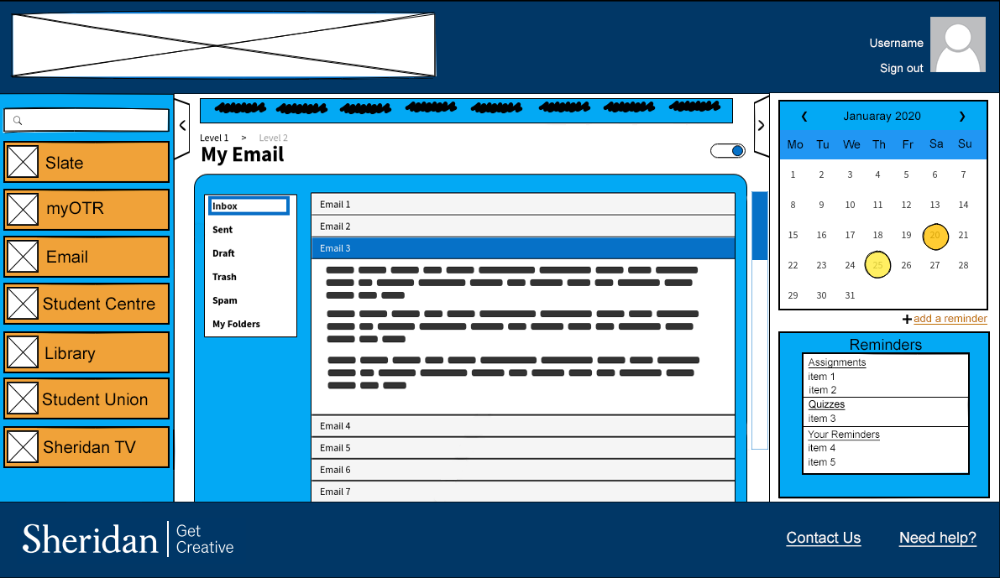 Username
Sign out
Slate
myOTR
Email
Student Centre
Library
Student Union
Sheridan TV
Level 1 > Level 2
My Email
Inbox
Sent
Draft
Trash
Spam
My Folders
Email 1
Email 2
Email 3
Email 4
Email 5
Email 6
Email 7
❮ Januaray 2020 ❯
Mo Tu We Th Fr Sa Su
1 2 3 4 5 6 7
8 9 10 11 12 13 14
15 16 17 18 19 20 21
22 23 24 25 26 27 28
29 30 31
+add a reminder
Reminders
Assignments
item 1
item 2
Quizzes
item 3
Your Reminders
item 4
item 5
Sheridan
Get
Creative
Contact Us
Need help?